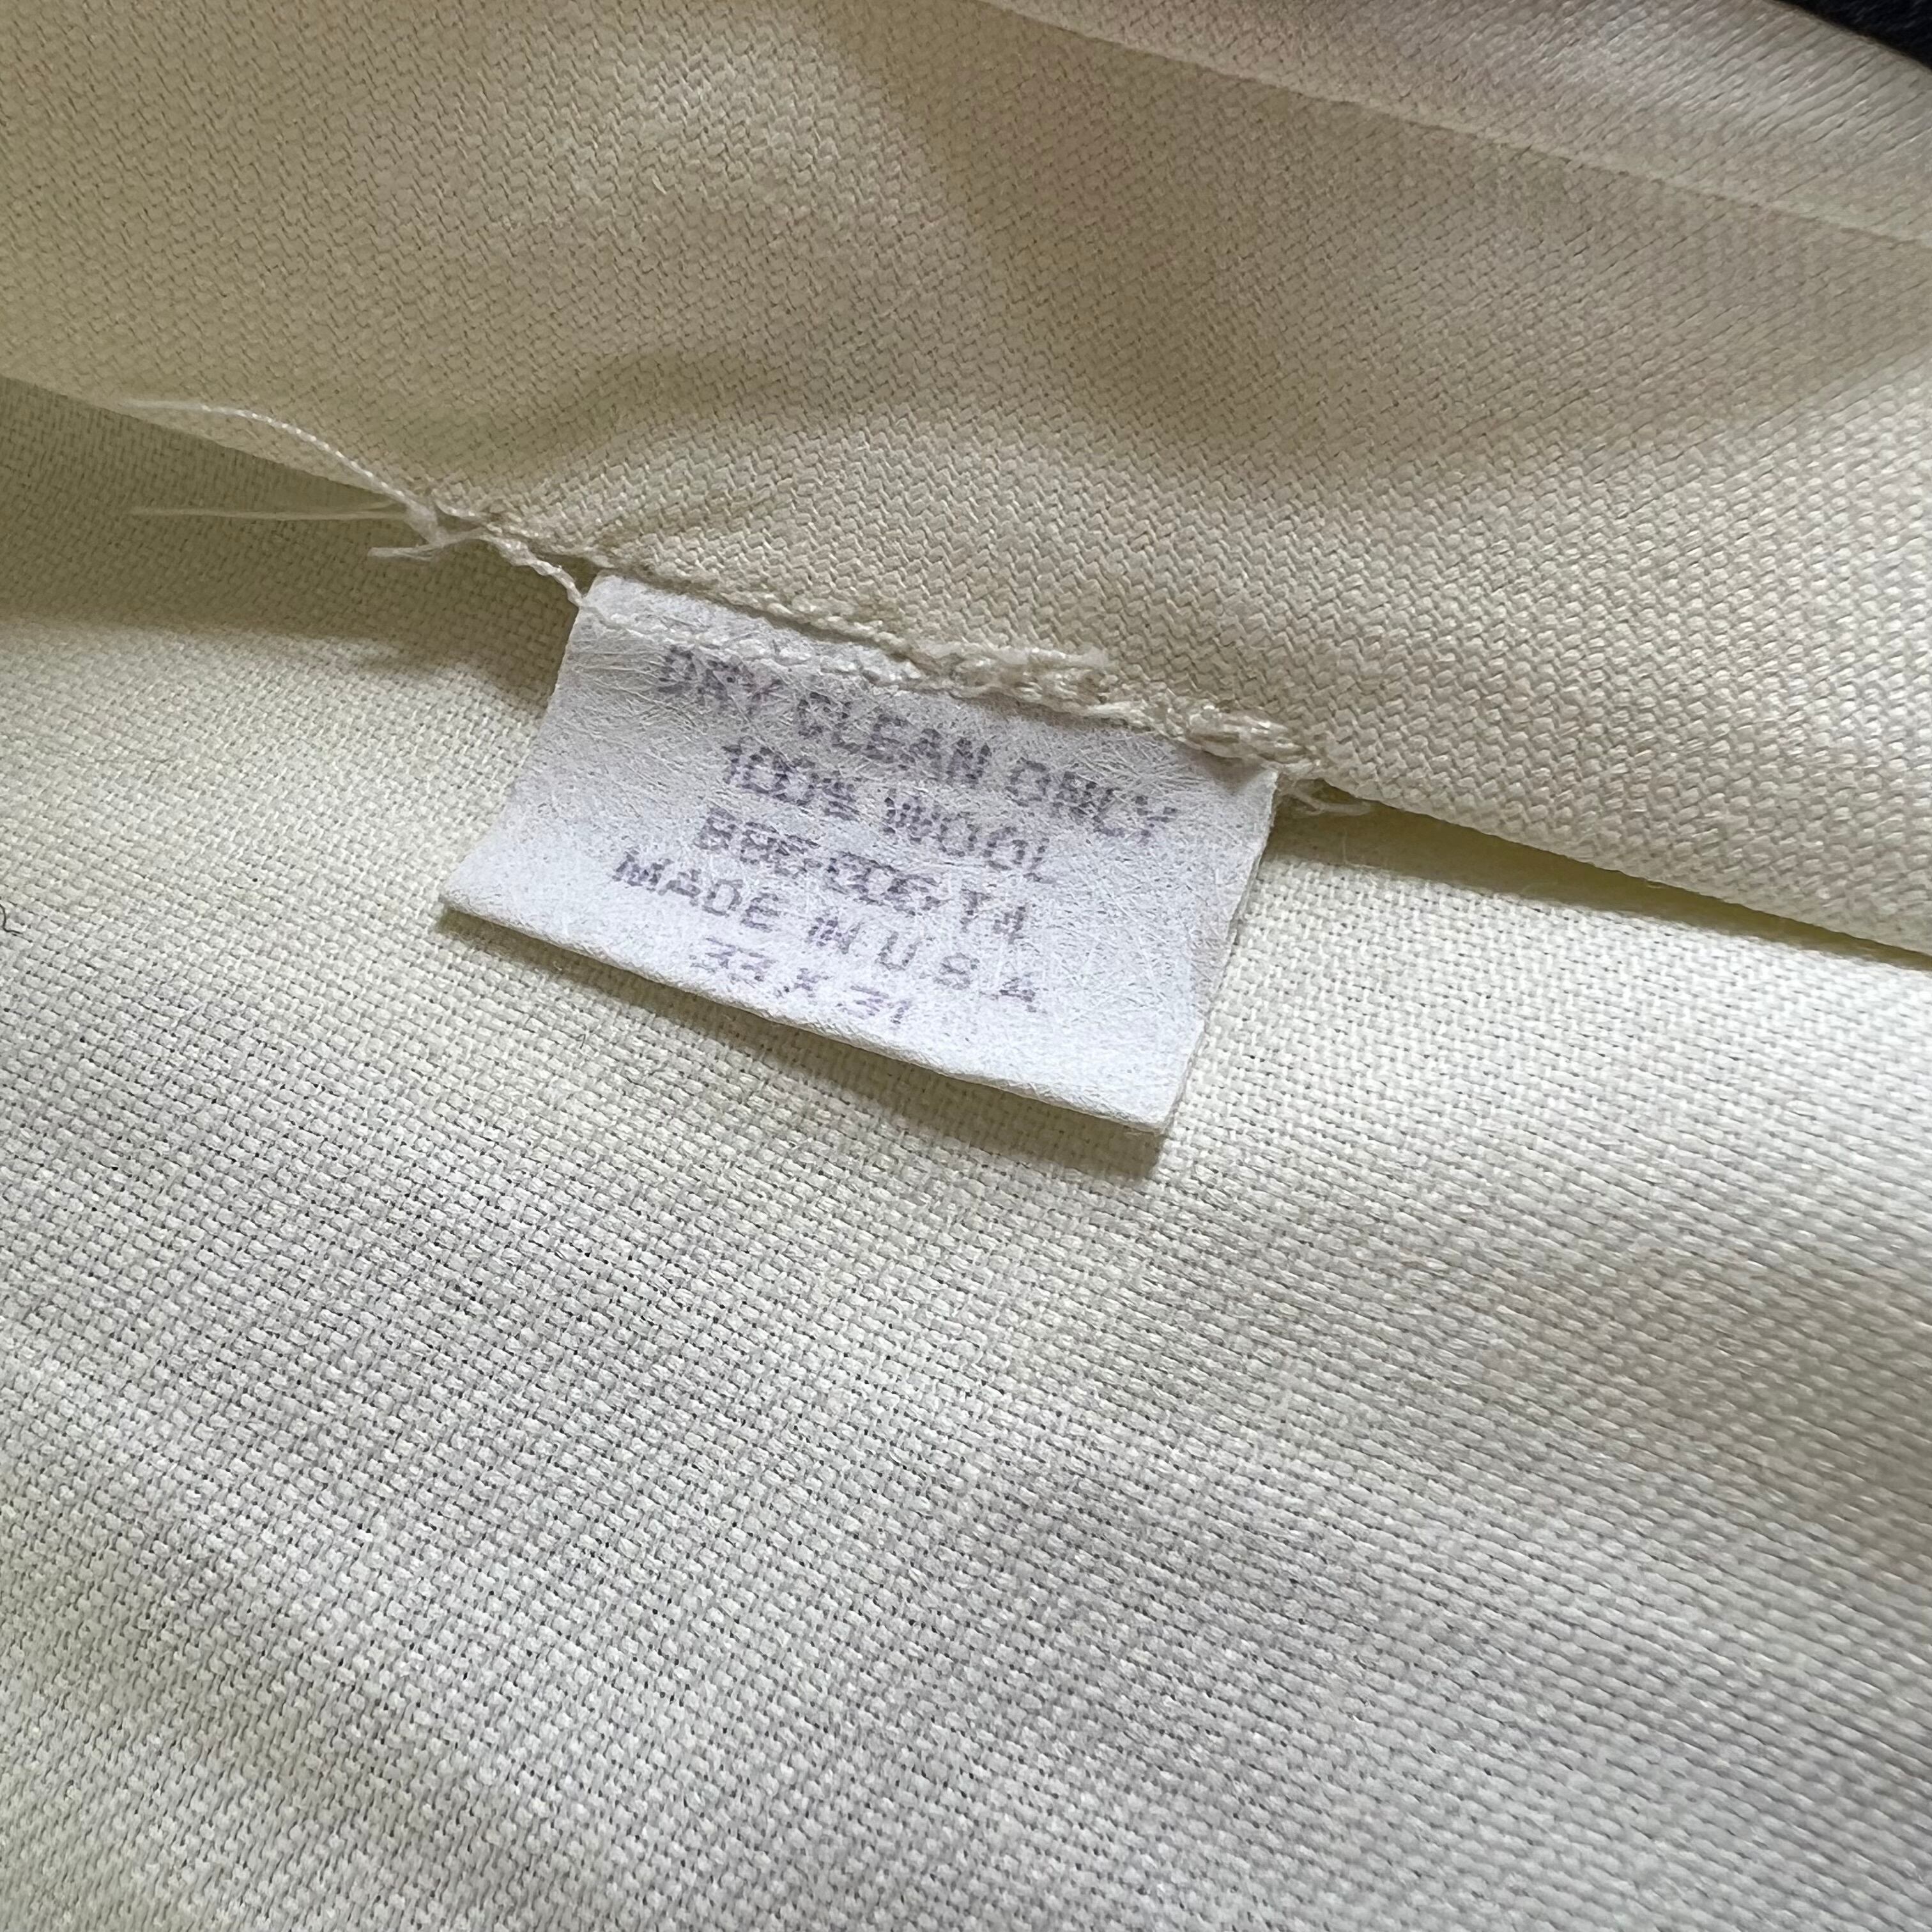 DRY CLEAN ONLY
100% WOOL
MADE IN U S A
33 X 31